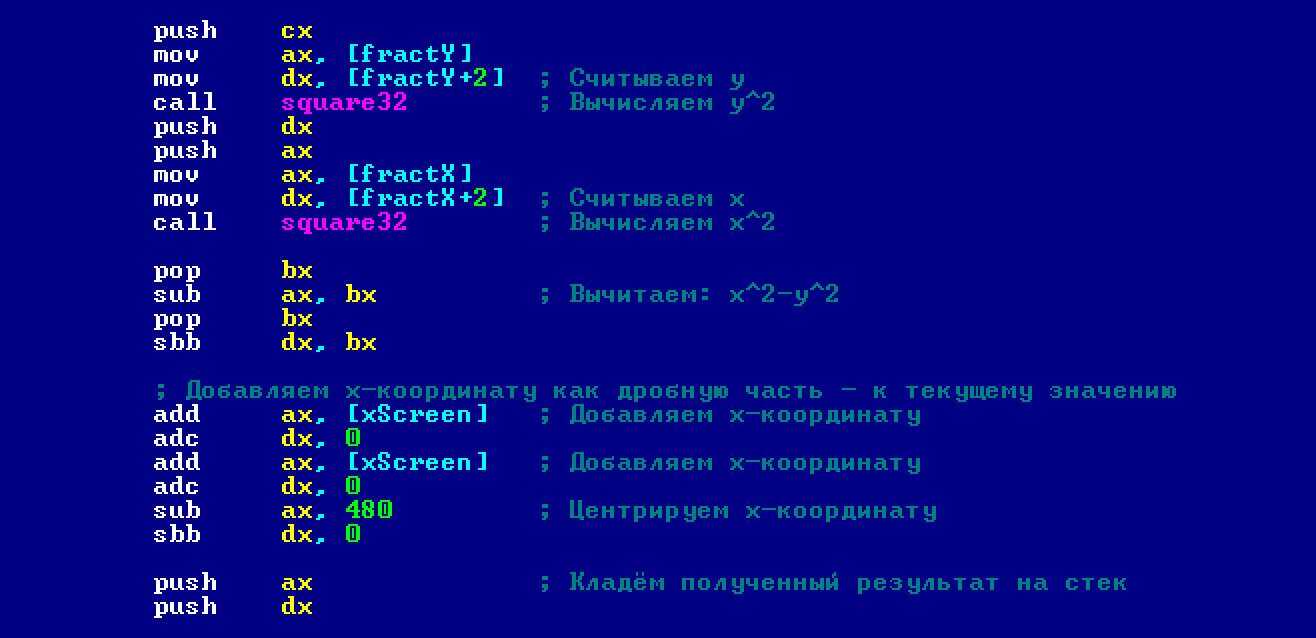 push    cx
mov     ax, [fractY]
mov     dx, [fractY+2]  ; Считываем y
call    square32        ; Вычисляем y^2
push    dx
push    ax
mov     ax, [fractX]
mov     dx, [fractX+2]  ; Считываем x
call    square32        ; Вычисляем x^2
pop     bx
sub     ax, bx          ; Вычитаем: x^2-y^2
pop     bx
sbb     dx, bx
; Добавляем x-координату как дробную часть - к текущему значению
add     ax, [xScreen]   ; Добавляем x-координату
adc     dx, 0
add     ax, [xScreen]   ; Добавляем x-координату
adc     dx, 0
sub     ax, 480         ; Центрируем x-координату
sbb     dx, 0
push    ax              ; Кладём полученный результат на стек
push    dx